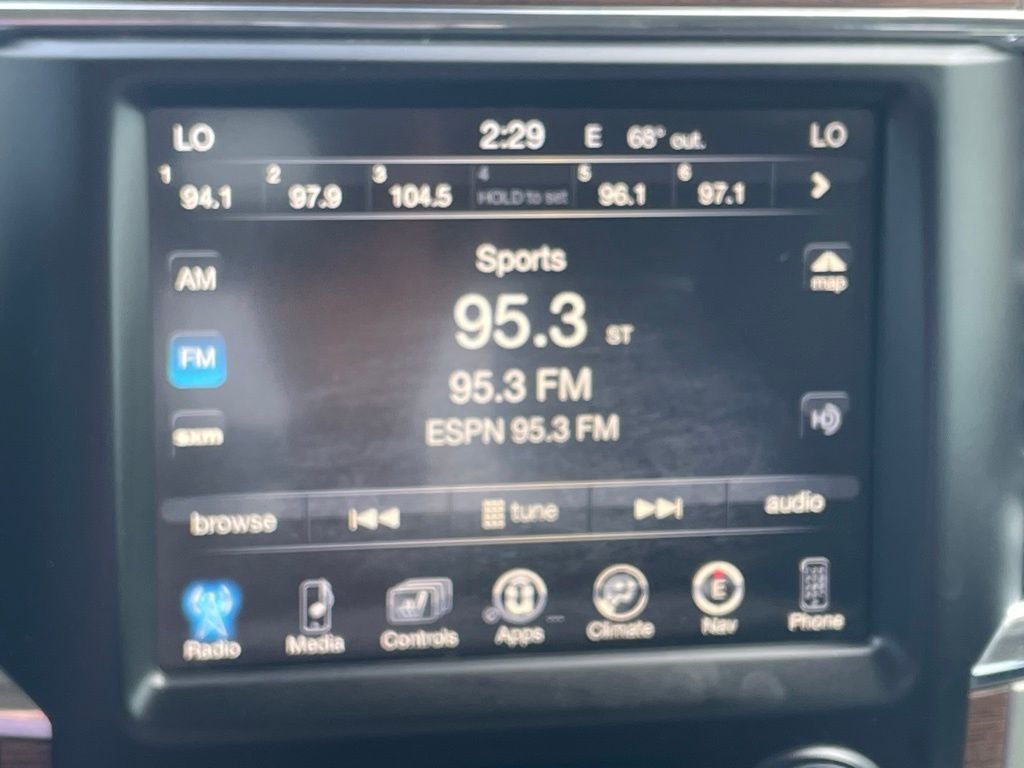 LO 2:29 E 68° out. LO
1 94.1 2 97.9 3 104.5 4 HOLD to set 5 96.1 6 97.1
Sports
AM
map
95.3 ST
FM
95.3 FM
HD
sxm
ESPN 95.3 FM
browse tune audio
Radio Media Controls Apps Climate Nav Phone
E